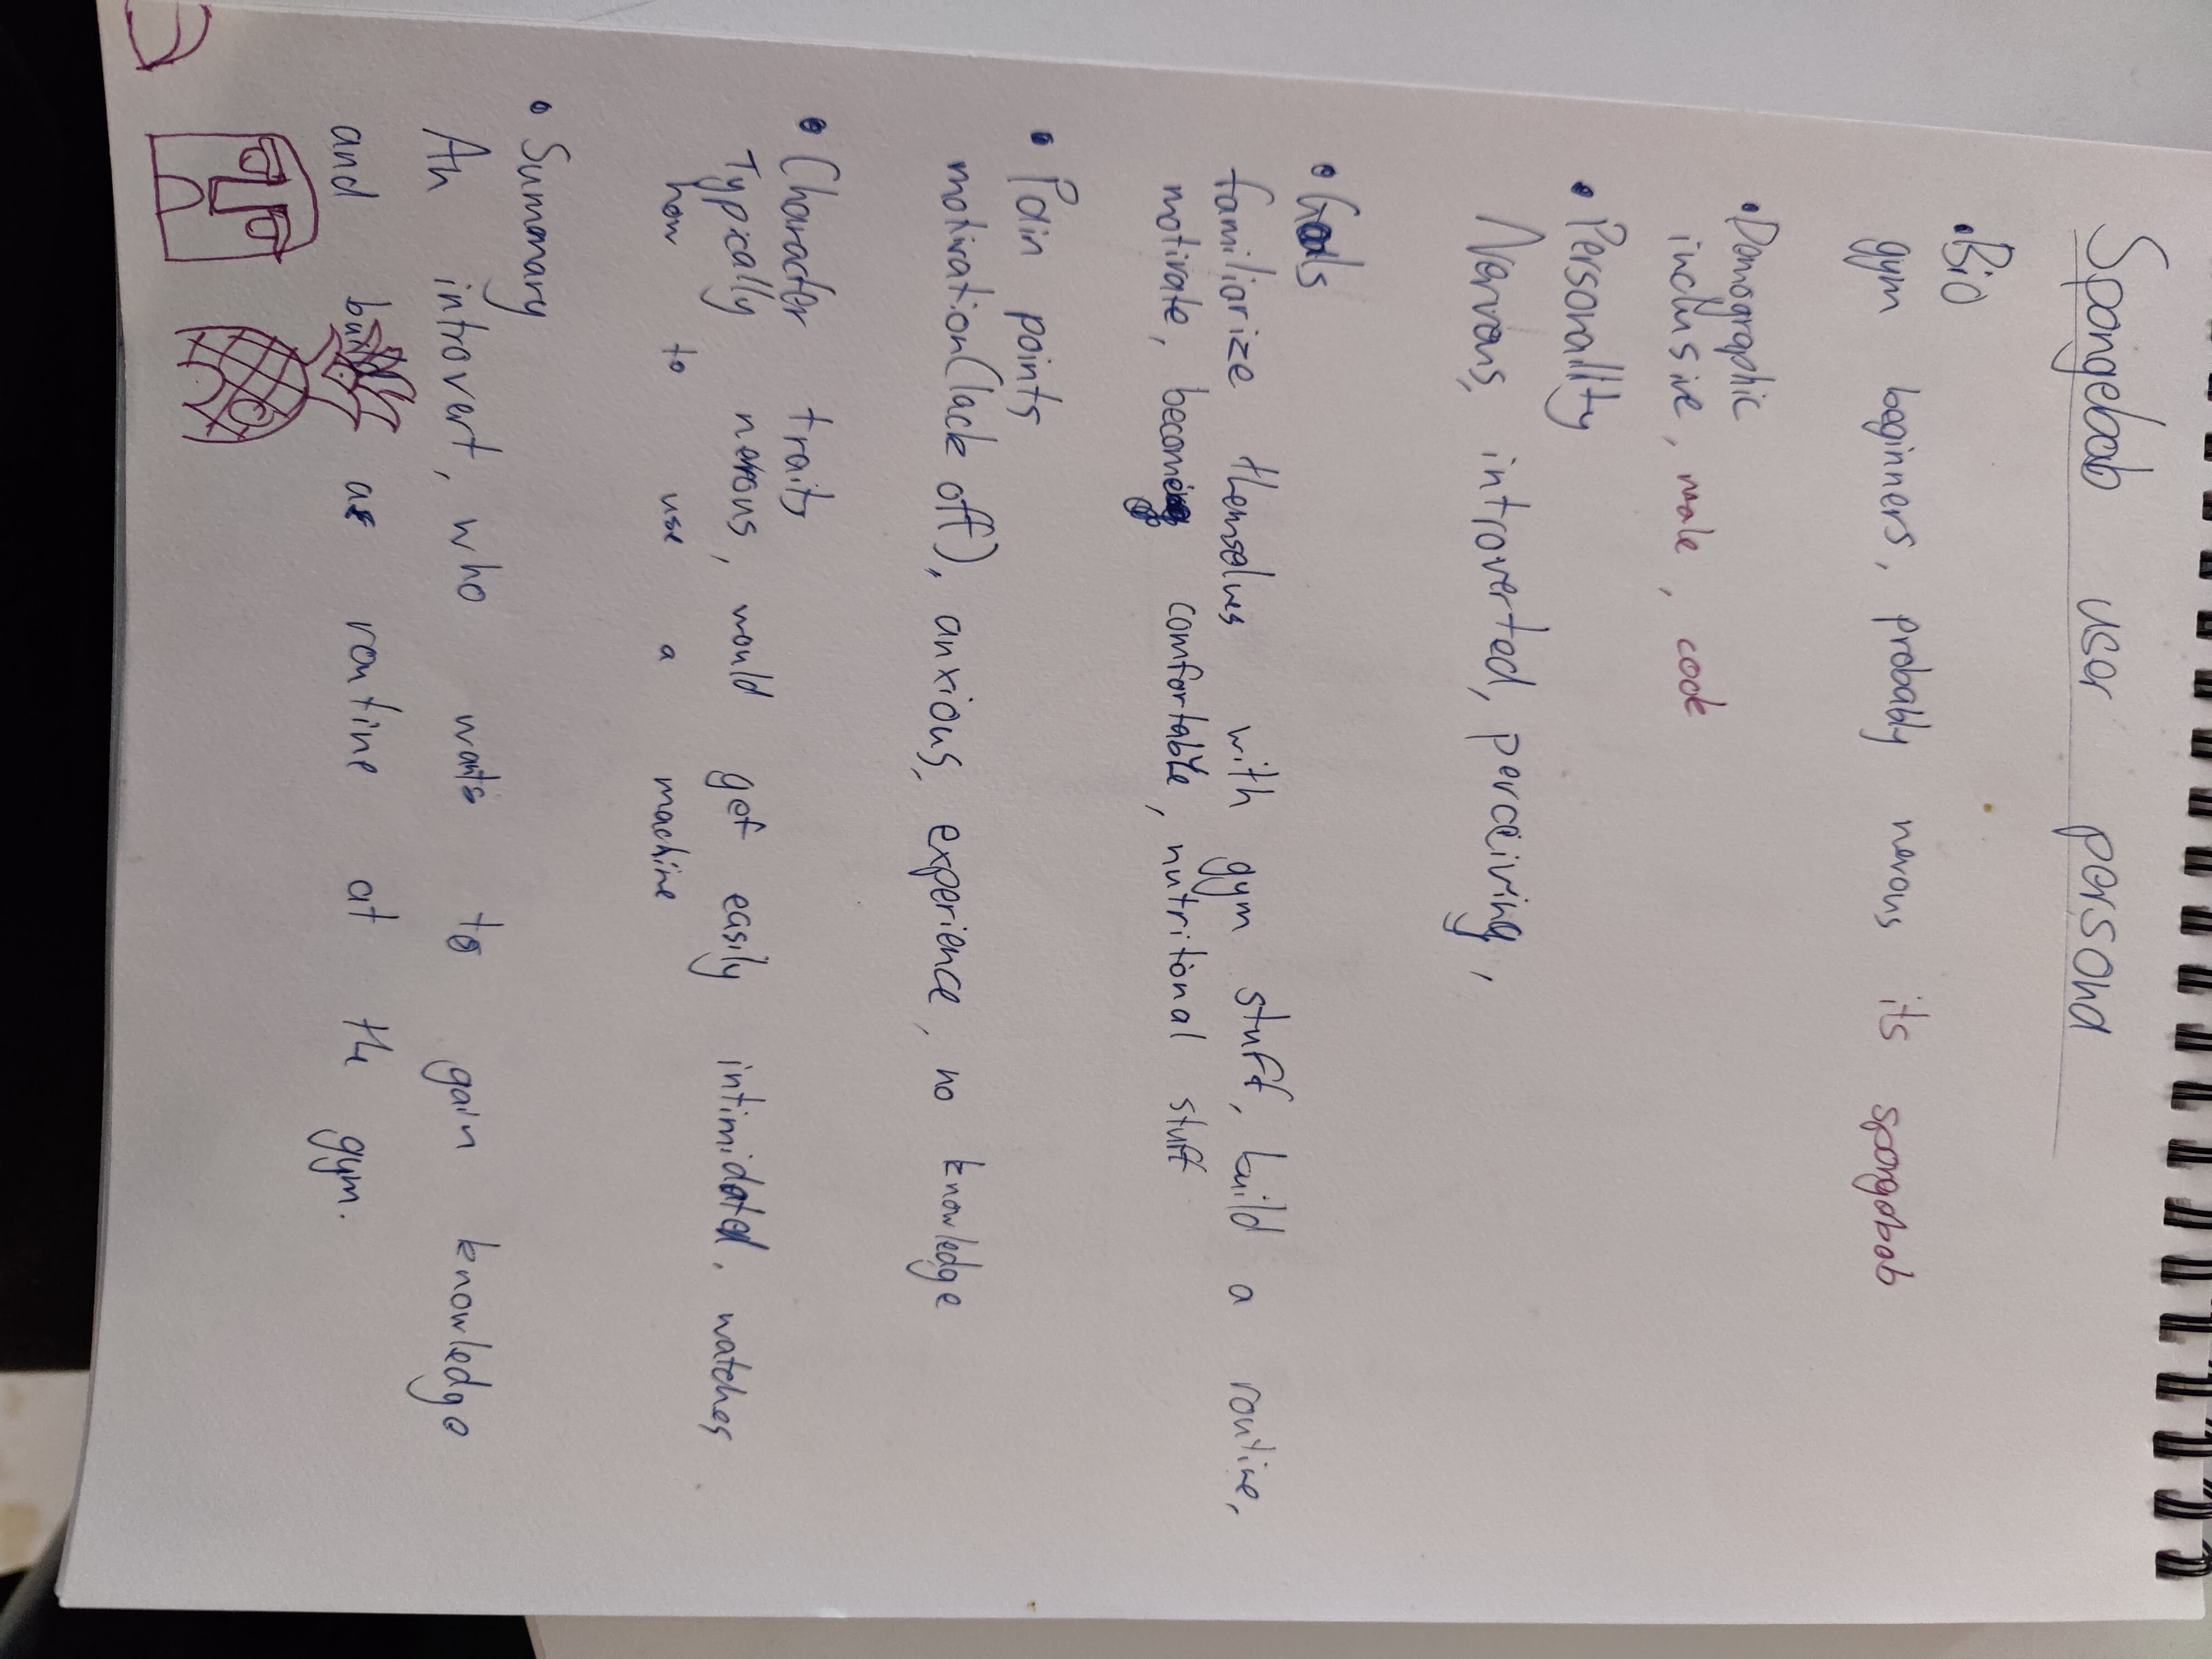 Spongebob user persona
•Bio
gym beginners, probably nervous its spongebob
•Demographic
inclusive, male, cook
• Personallity
Nervous, introverted, perceiving,
• Goals
familiarize themselves with gym stuff, build a routine,
motivate, becoming comfortable, nutritional stuff
• Pain points
motivation(lack off), anxious, experience, no knowledge
• Character traits
Typically nervous, would get easily intimidated. watches
how to use a machine
• Summary
An introvert, who wants to gain knowledge
and build a routine at the gym.